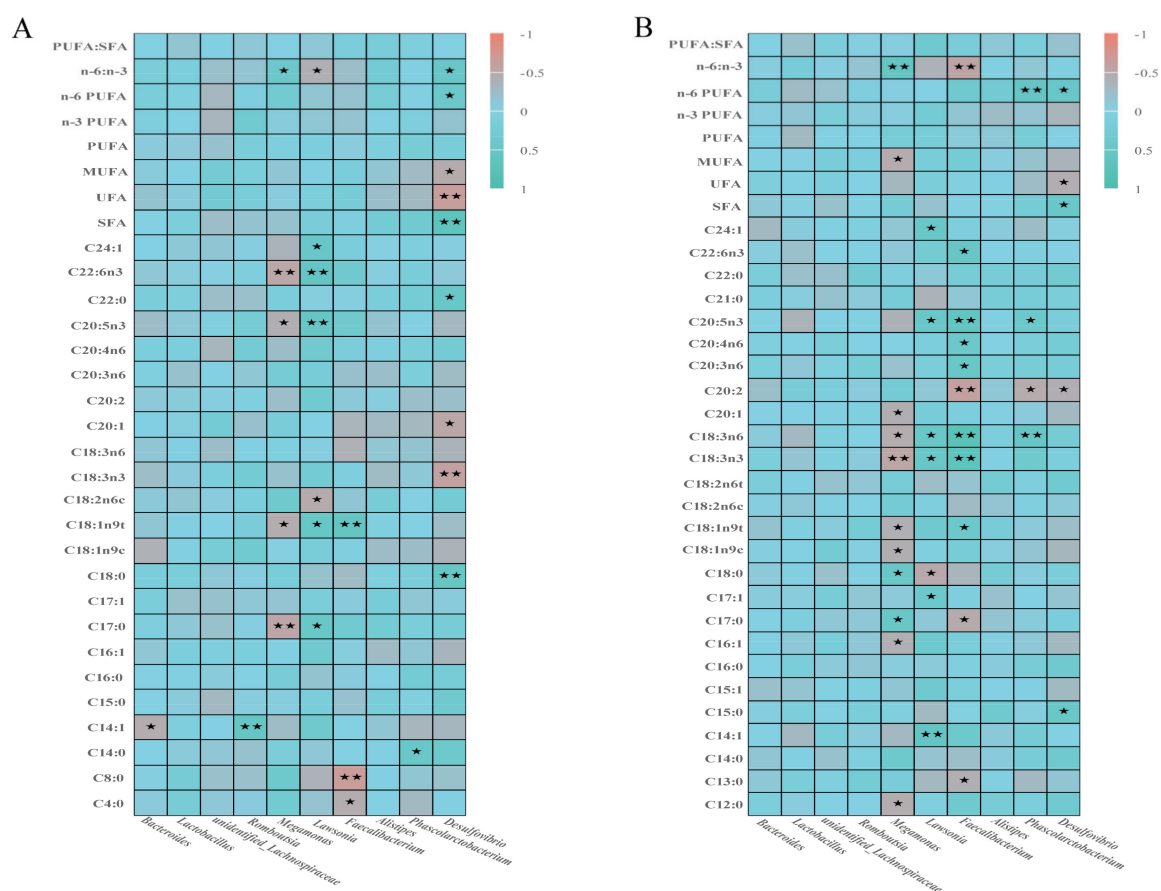 A
PUFA:SFA
n-6:n-3
n-6 PUFA
n-3 PUFA
PUFA
MUFA
UFA
SFA
C24:1
C22:6n3
C22:0
C20:5n3
C20:4n6
C20:3n6
C20:2
C20:1
C18:3n6
C18:3n3
C18:2n6c
C18:1n9t
C18:1n9c
C18:0
C17:1
C17:0
C16:1
C16:0
C15:0
C14:1
C14:0
C8:0
C4:0
Bacteroides
Lactobacillus
unidentified_Lachnospiraceae
Romboutsia
Megamonas
Lawsonia
Faecalibacterium
Alistipes
Phascolarctobacterium
Desulfovibrio
-1
-0.5
0
0.5
1
B
PUFA:SFA
n-6:n-3
n-6 PUFA
n-3 PUFA
PUFA
MUFA
UFA
SFA
C24:1
C22:6n3
C22:0
C21:0
C20:5n3
C20:4n6
C20:3n6
C20:2
C20:1
C18:3n6
C18:3n3
C18:2n6t
C18:2n6c
C18:1n9t
C18:1n9c
C18:0
C17:1
C17:0
C16:1
C16:0
C15:1
C15:0
C14:1
C14:0
C13:0
C12:0
Bacteroides
Lactobacillus
unidentified_Lachnospiraceae
Romboutsia
Megamonas
Lawsonia
Faecalibacterium
Alistipes
Phascolarctobacterium
Desulfovibrio
-1
-0.5
0
0.5
1